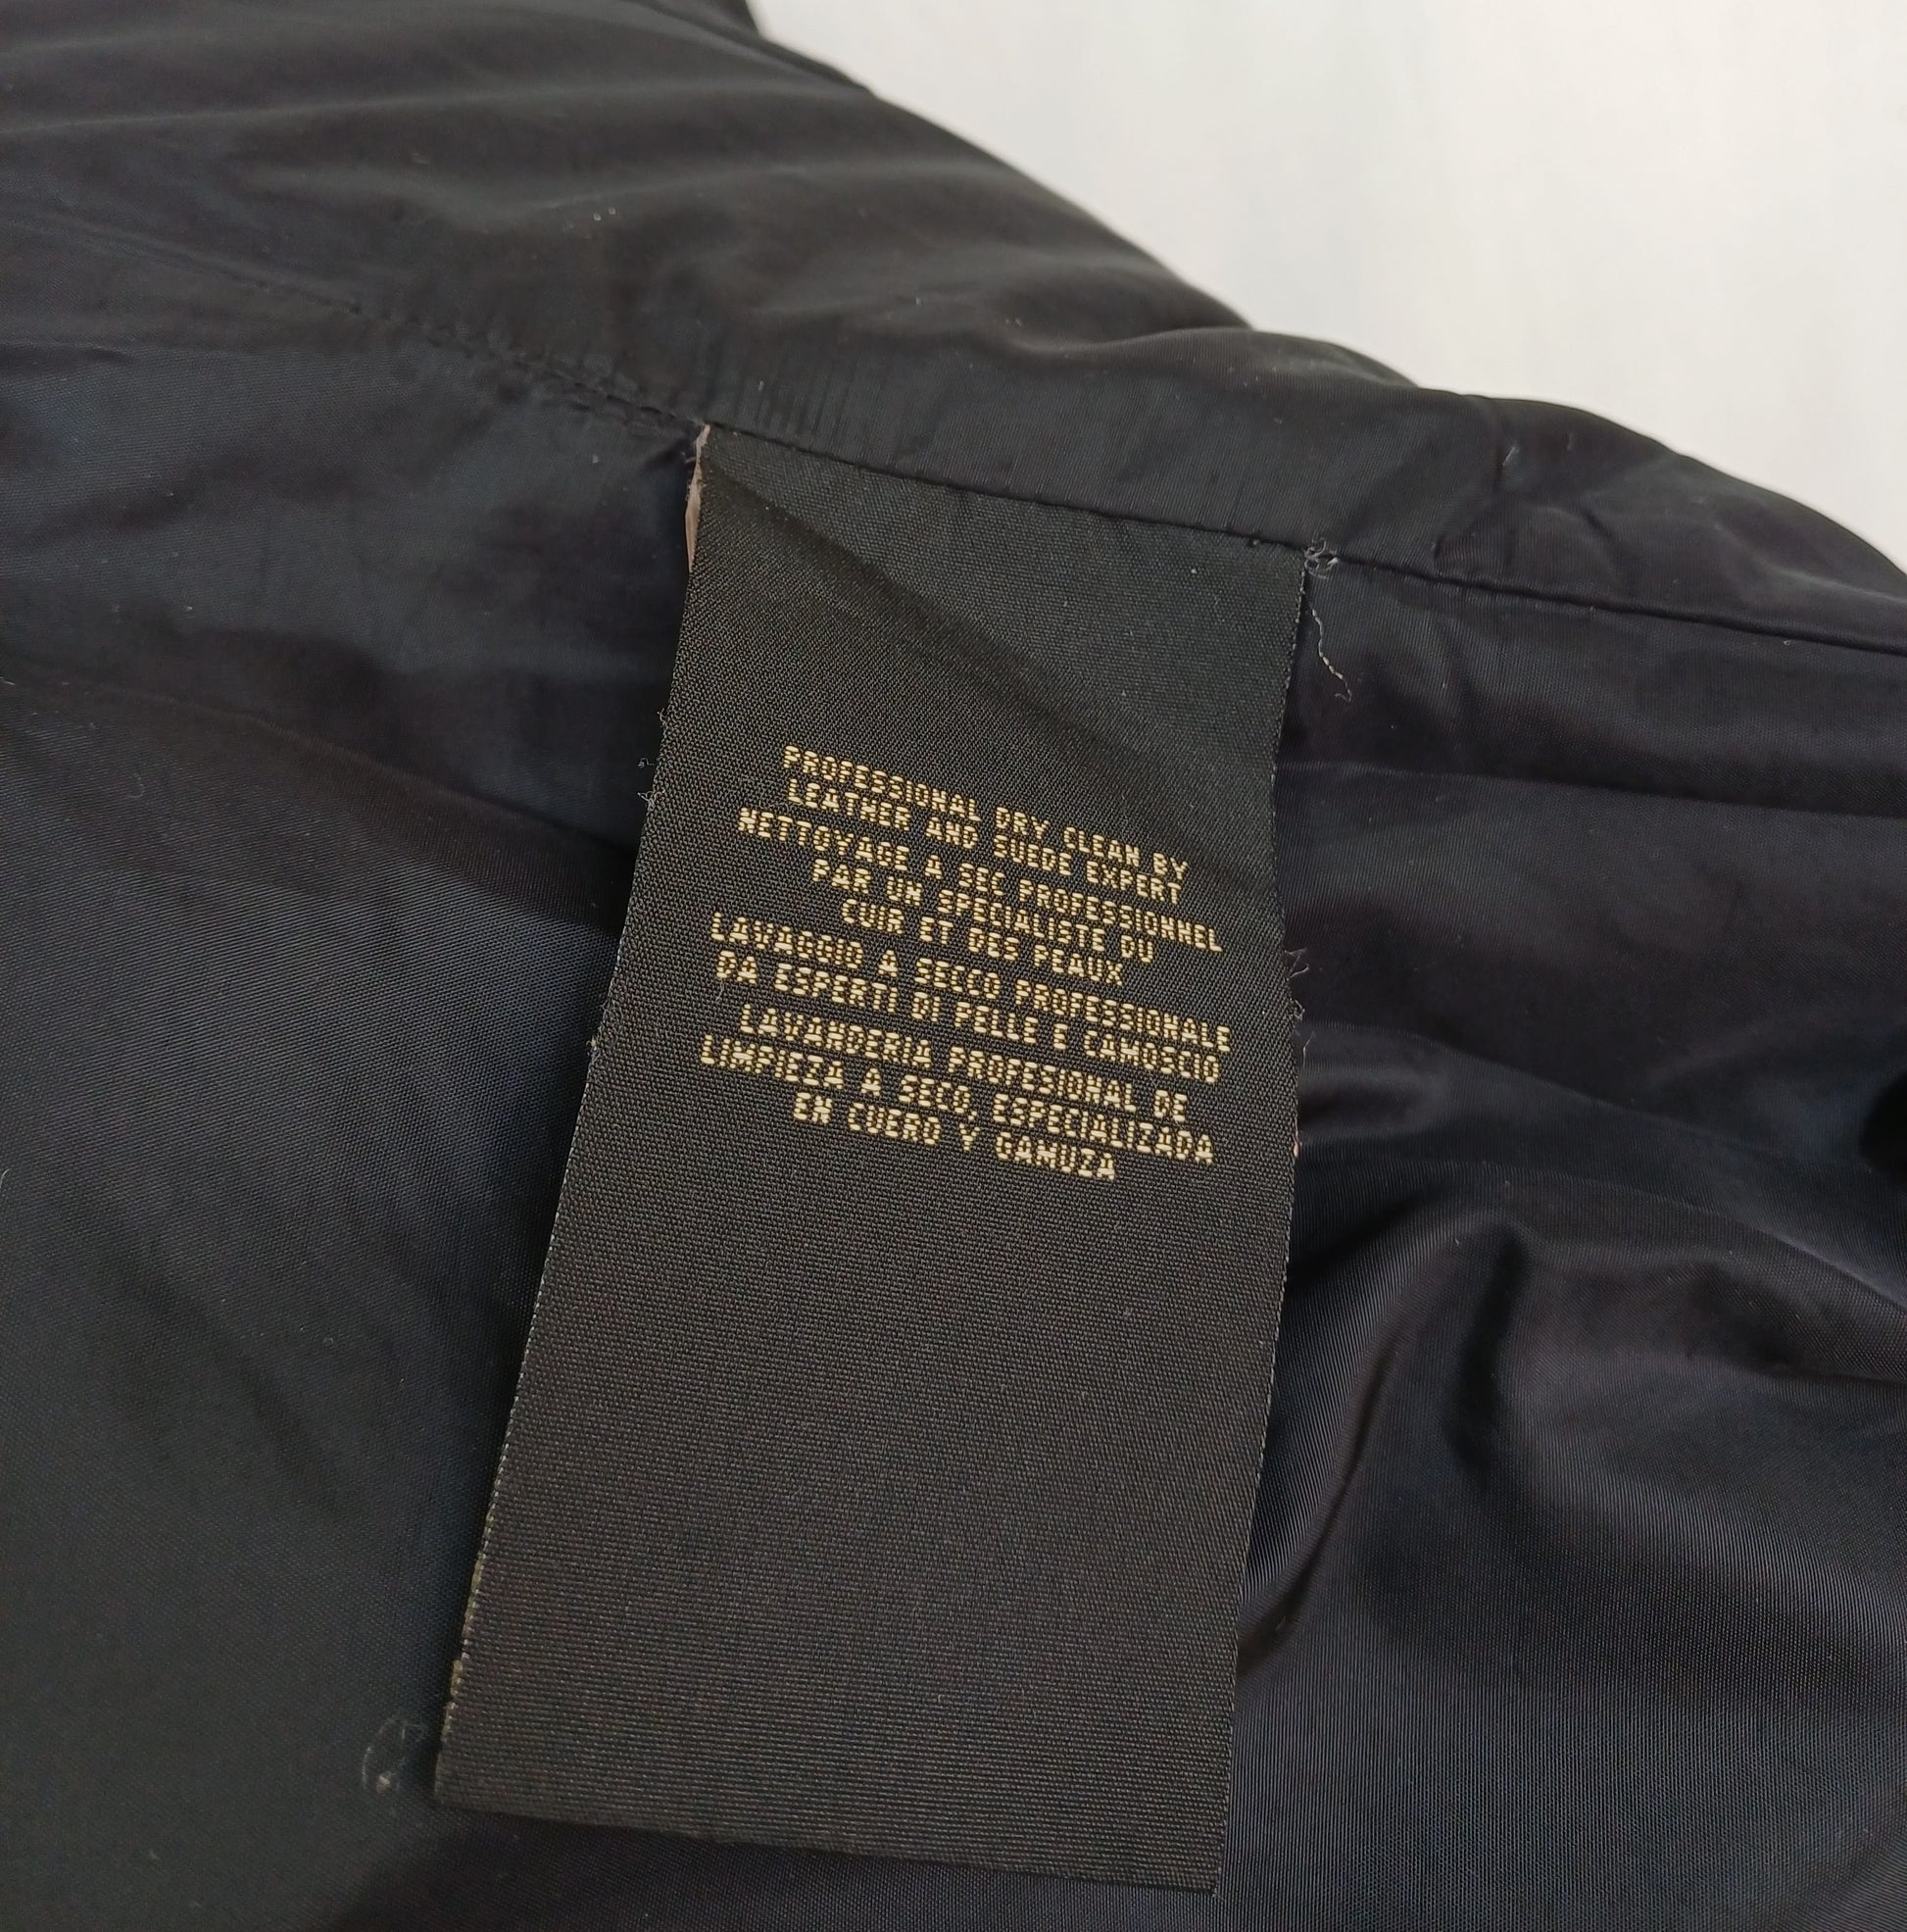 PROFESSIONAL DRY CLEAN BY
LEATHER AND SUEDE EXPERT
NETTOYAGE A SEC PROFESSIONNEL
PAR UN SPECIALISTE DU
CUIR ET DES PEAUX
LAVAGGIO A SECCO PROFESSIONALE
DA ESPERTI DI PELLE E CAMOSCIO
LAVANDERIA PROFESIONAL DE
LIMPIEZA A SECO, ESPECIALIZADA
EN CUERO Y GAMUZA